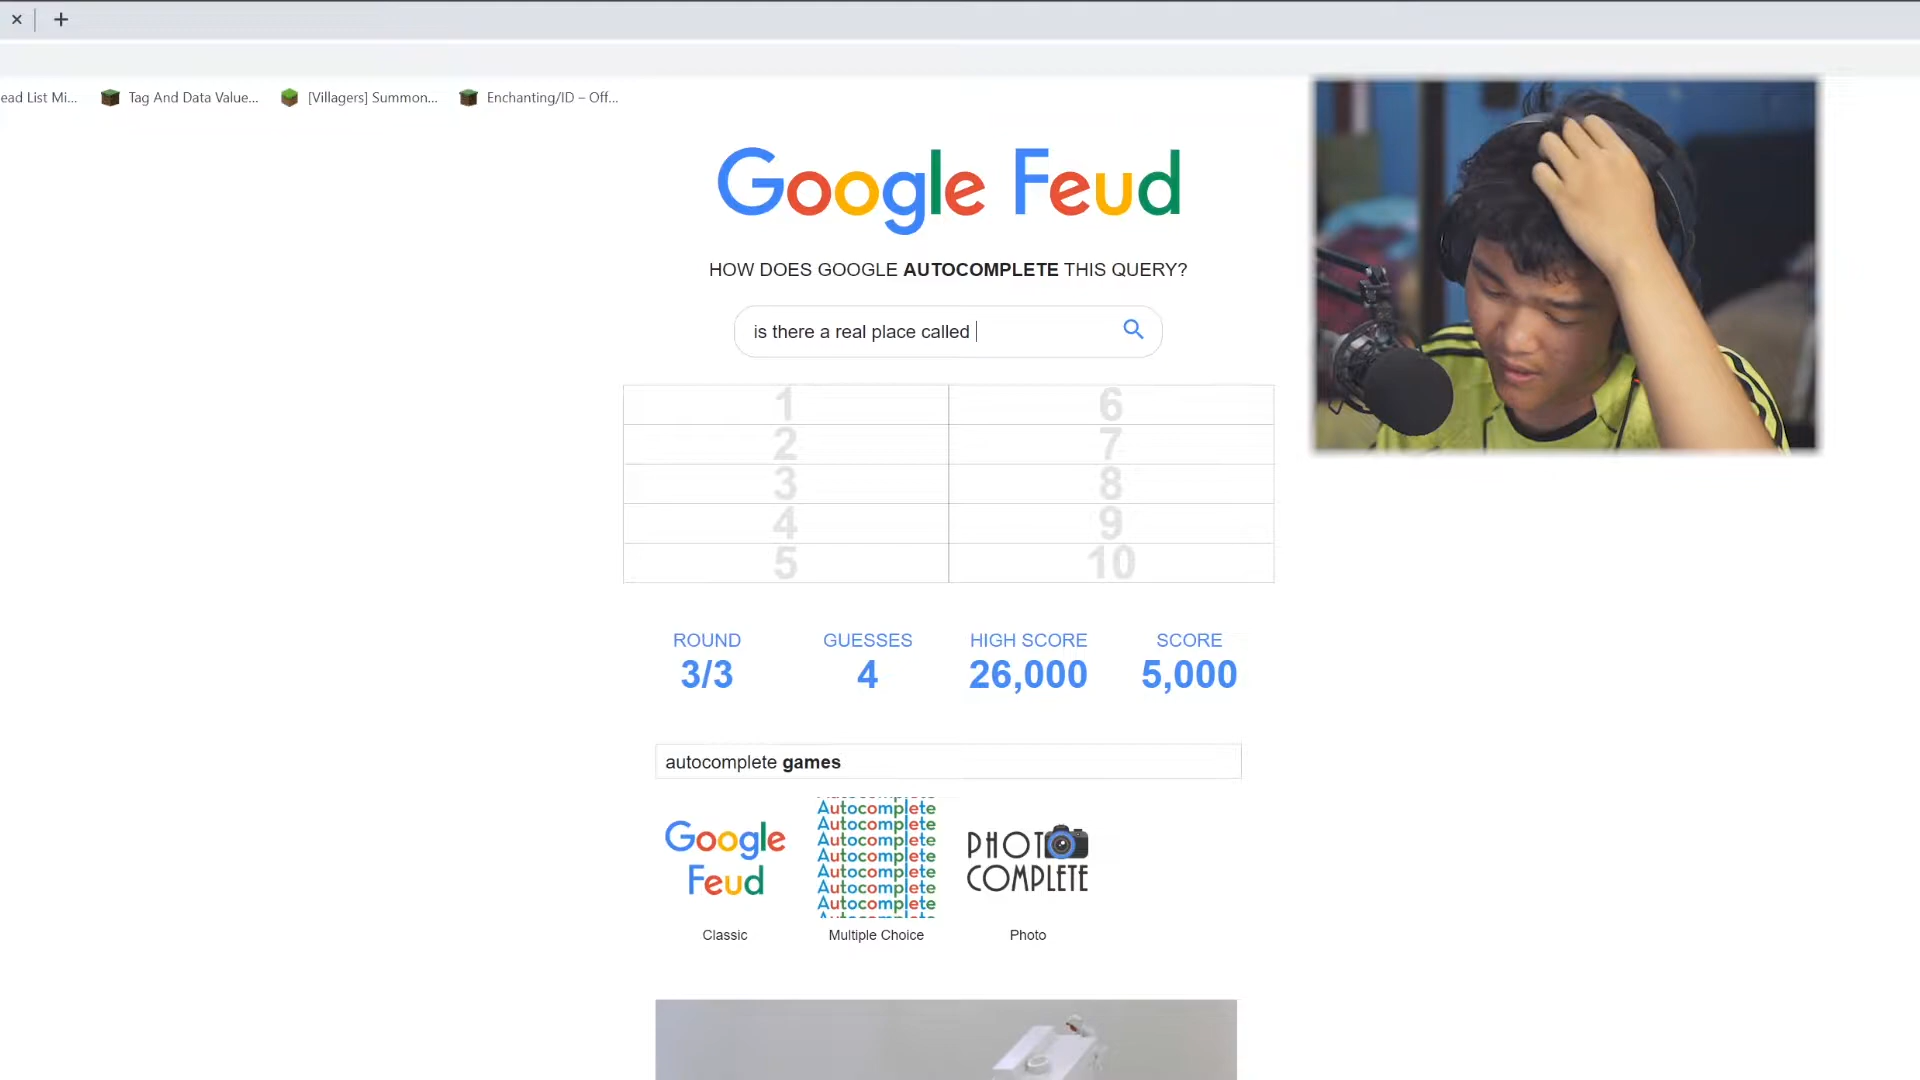 ead List Mi... Tag And Data Value... [Villagers] Summon... Enchanting/ID – Off...
Google Feud
HOW DOES GOOGLE AUTOCOMPLETE THIS QUERY?
is there a real place called
1 6
2 7
3 8
4 9
5 10
ROUND GUESSES HIGH SCORE SCORE
3/3 4 26,000 5,000
autocomplete games
Google Feud
Autocomplete
Autocomplete
Autocomplete
Autocomplete
Autocomplete
Autocomplete
Autocomplete
PHOTO COMPLETE
Classic Multiple Choice Photo